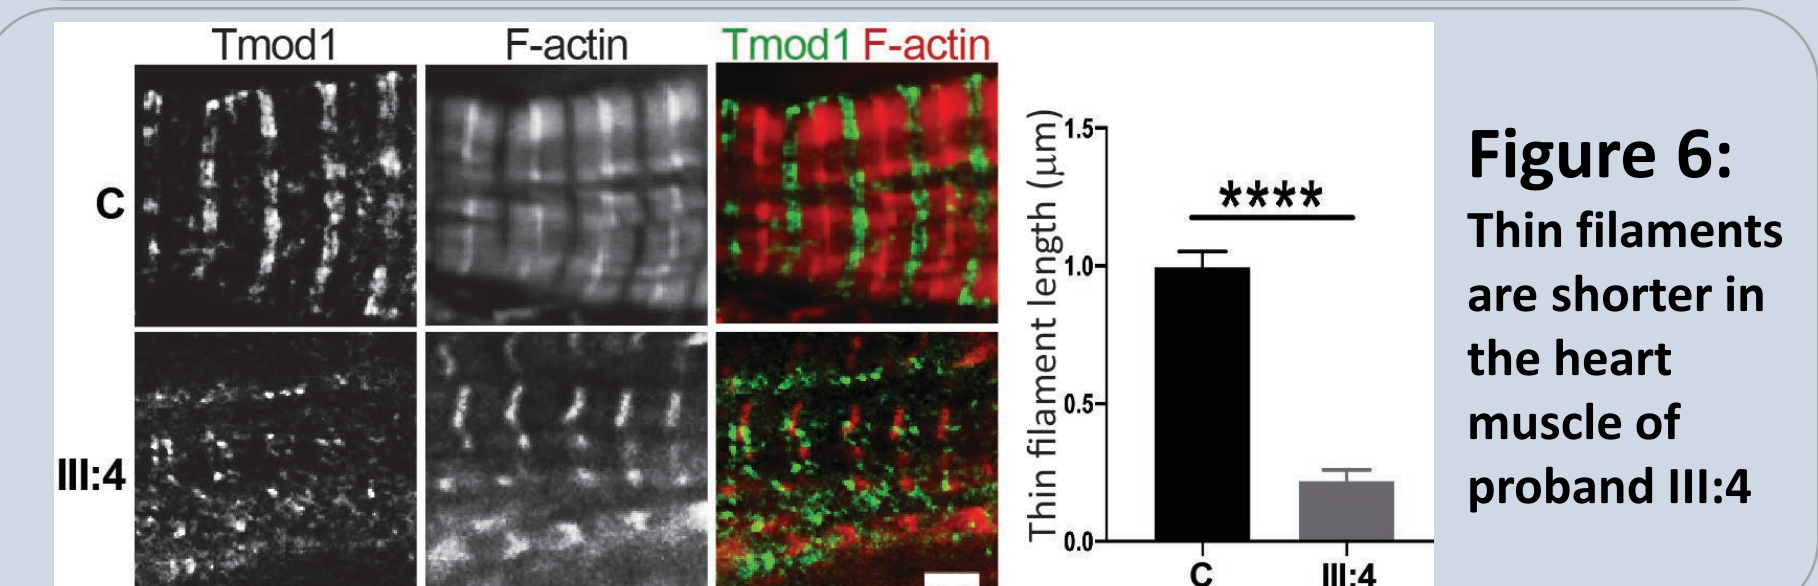 Tmod1
F-actin
Tmod1 F-actin
C
III:4
Thin filament length (μm)
1.5
1.0
0.5
0.0
****
C
III:4
Figure 6:
Thin filaments
are shorter in
the heart
muscle of
proband III:4